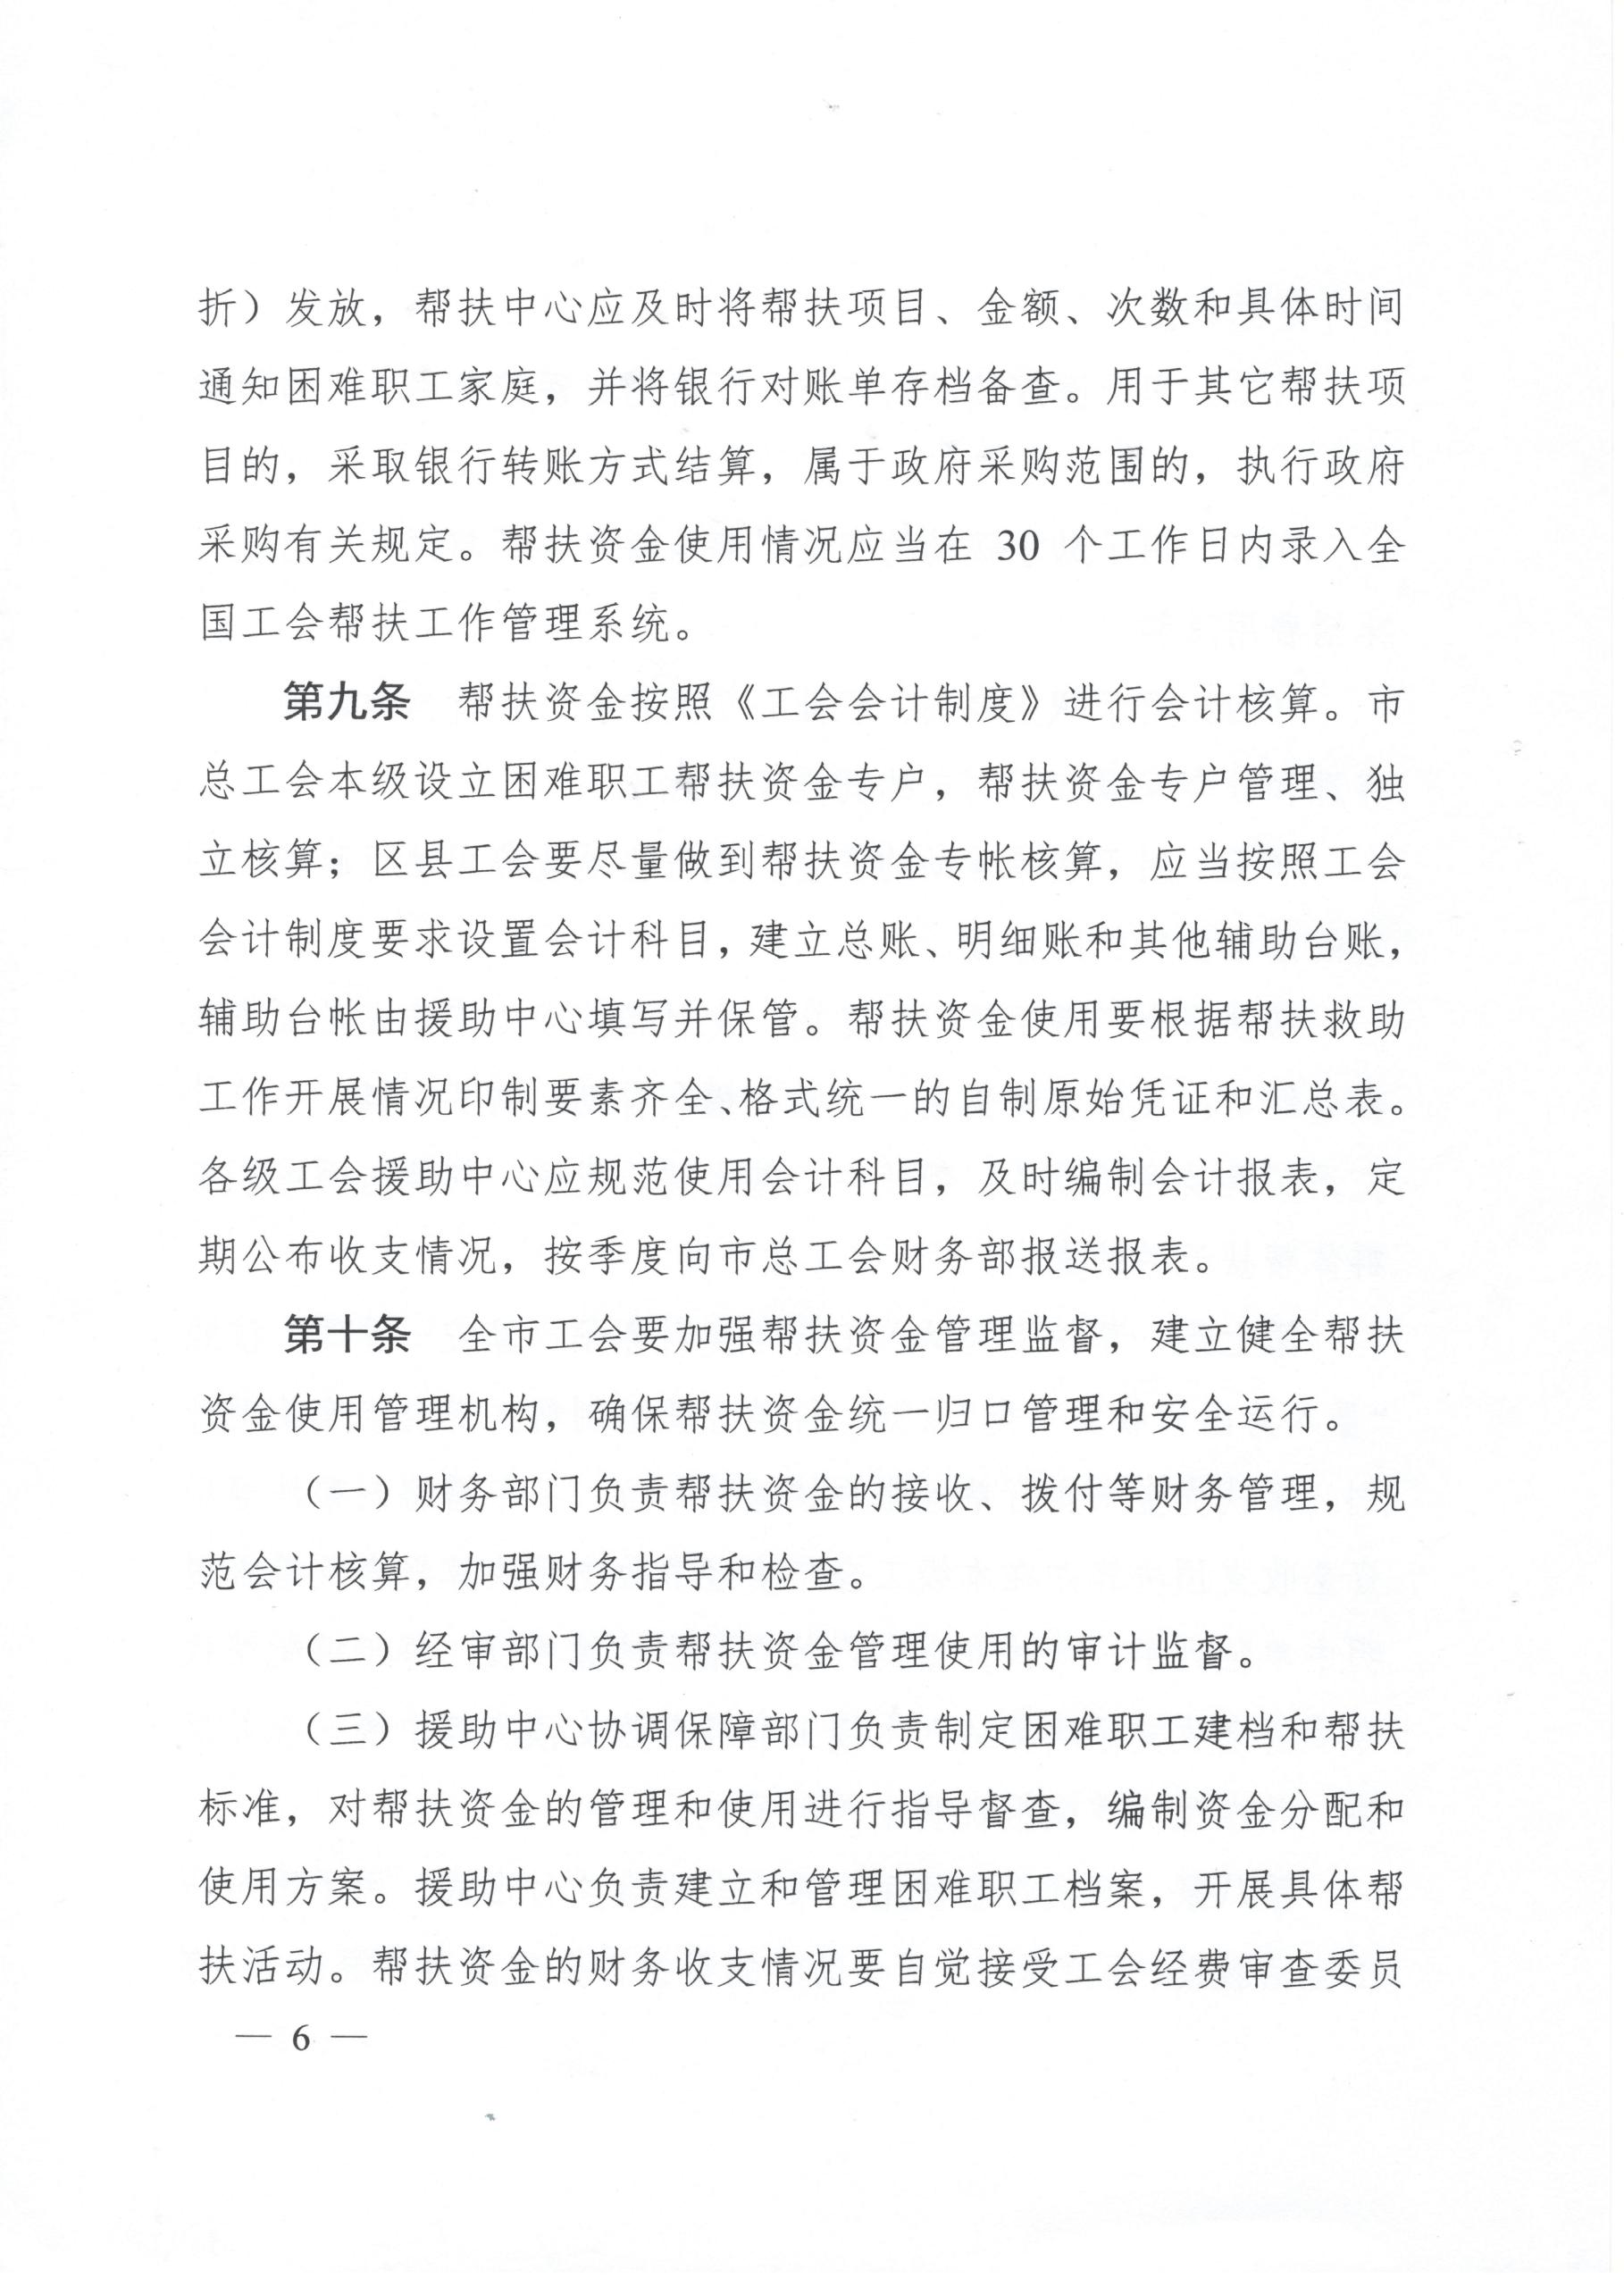 折）发放，帮扶中心应及时将帮扶项目、金额、次数和具体时间
通知困难职工家庭，并将银行对账单存档备查。用于其它帮扶项
目的，采取银行转账方式结算，属于政府采购范围的，执行政府
采购有关规定。帮扶资金使用情况应当在 30 个工作日内录入全
国工会帮扶工作管理系统。
第九条　帮扶资金按照《工会会计制度》进行会计核算。市
总工会本级设立困难职工帮扶资金专户，帮扶资金专户管理、独
立核算；区县工会要尽量做到帮扶资金专帐核算，应当按照工会
会计制度要求设置会计科目，建立总账、明细账和其他辅助台账，
辅助台帐由援助中心填写并保管。帮扶资金使用要根据帮扶救助
工作开展情况印制要素齐全、格式统一的自制原始凭证和汇总表。
各级工会援助中心应规范使用会计科目，及时编制会计报表，定
期公布收支情况，按季度向市总工会财务部报送报表。
第十条　全市工会要加强帮扶资金管理监督，建立健全帮扶
资金使用管理机构，确保帮扶资金统一归口管理和安全运行。
（一）财务部门负责帮扶资金的接收、拨付等财务管理，规
范会计核算，加强财务指导和检查。
（二）经审部门负责帮扶资金管理使用的审计监督。
（三）援助中心协调保障部门负责制定困难职工建档和帮扶
标准，对帮扶资金的管理和使用进行指导督查，编制资金分配和
使用方案。援助中心负责建立和管理困难职工档案，开展具体帮
扶活动。帮扶资金的财务收支情况要自觉接受工会经费审查委员
— 6 —